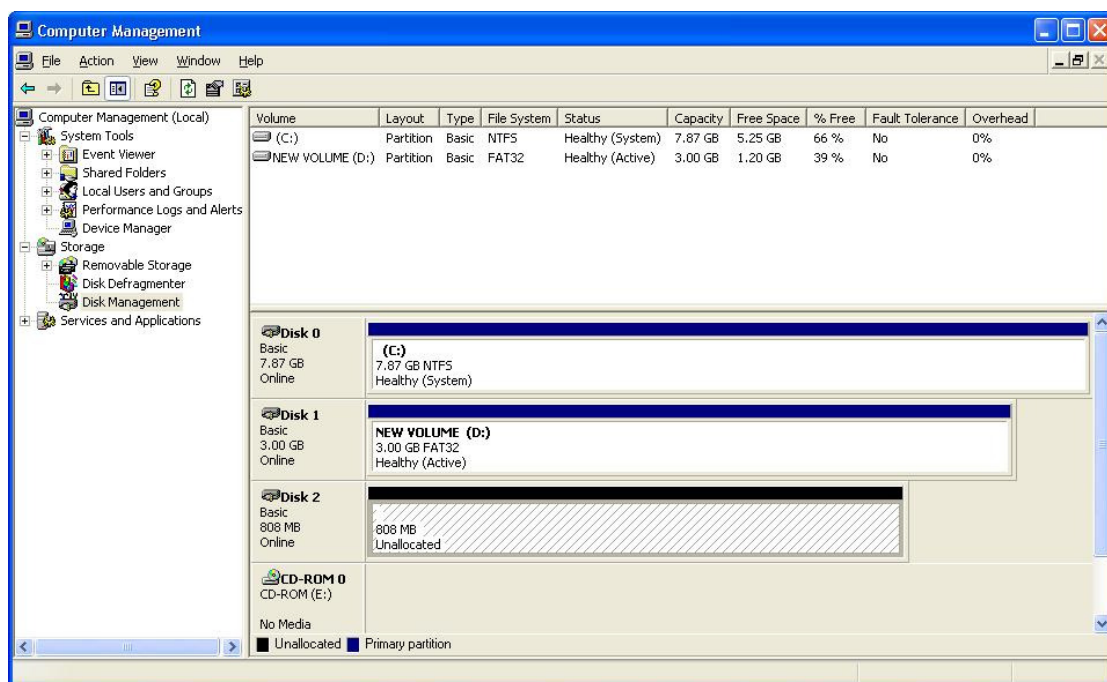 Computer Management
File Action View Window Help
Computer Management (Local)
System Tools
Event Viewer
Shared Folders
Local Users and Groups
Performance Logs and Alerts
Device Manager
Storage
Removable Storage
Disk Defragmenter
Disk Management
Services and Applications
Volume Layout Type File System Status Capacity Free Space % Free Fault Tolerance Overhead
(C:) Partition Basic NTFS Healthy (System) 7.87 GB 5.25 GB 66 % No 0%
NEW VOLUME (D:) Partition Basic FAT32 Healthy (Active) 3.00 GB 1.20 GB 39 % No 0%
Disk 0
Basic
7.87 GB
Online
(C:)
7.87 GB NTFS
Healthy (System)
Disk 1
Basic
3.00 GB
Online
NEW VOLUME (D:)
3.00 GB FAT32
Healthy (Active)
Disk 2
Basic
808 MB
Online
808 MB
Unallocated
CD-ROM 0
CD-ROM (E:)
No Media
Unallocated Primary partition